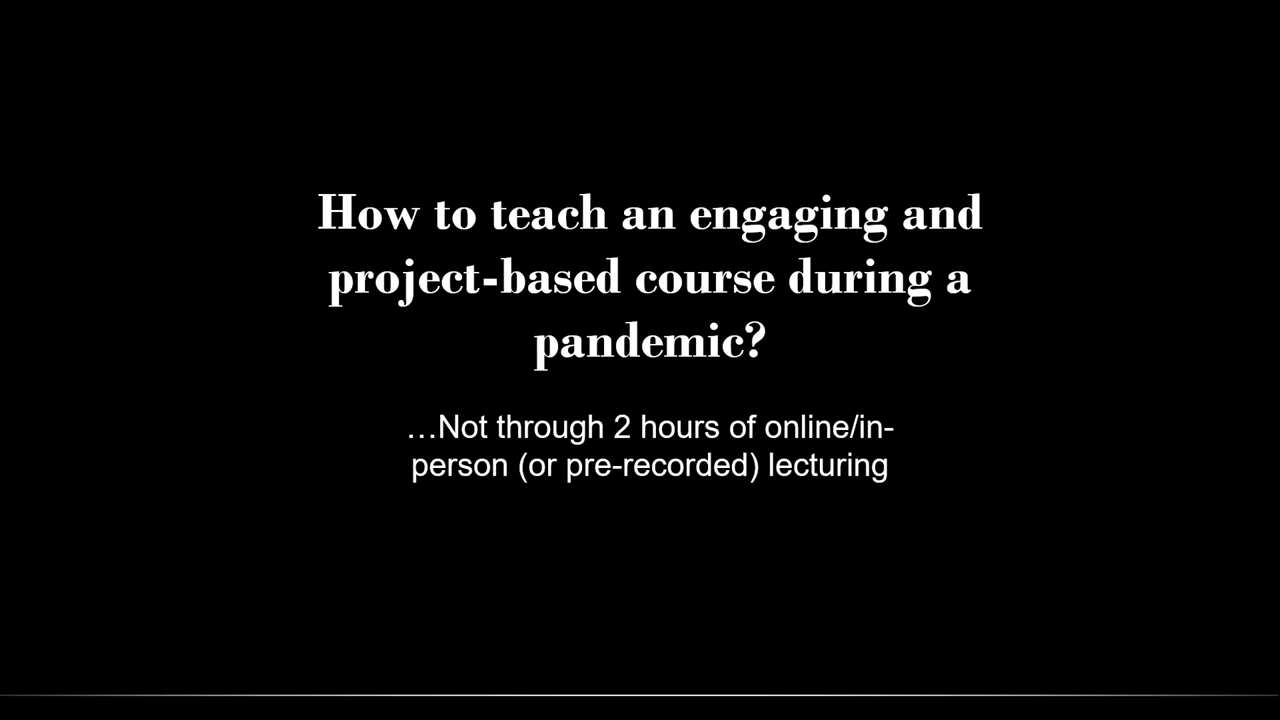 How to teach an engaging and
project-based course during a
pandemic?
…Not through 2 hours of online/in-
person (or pre-recorded) lecturing